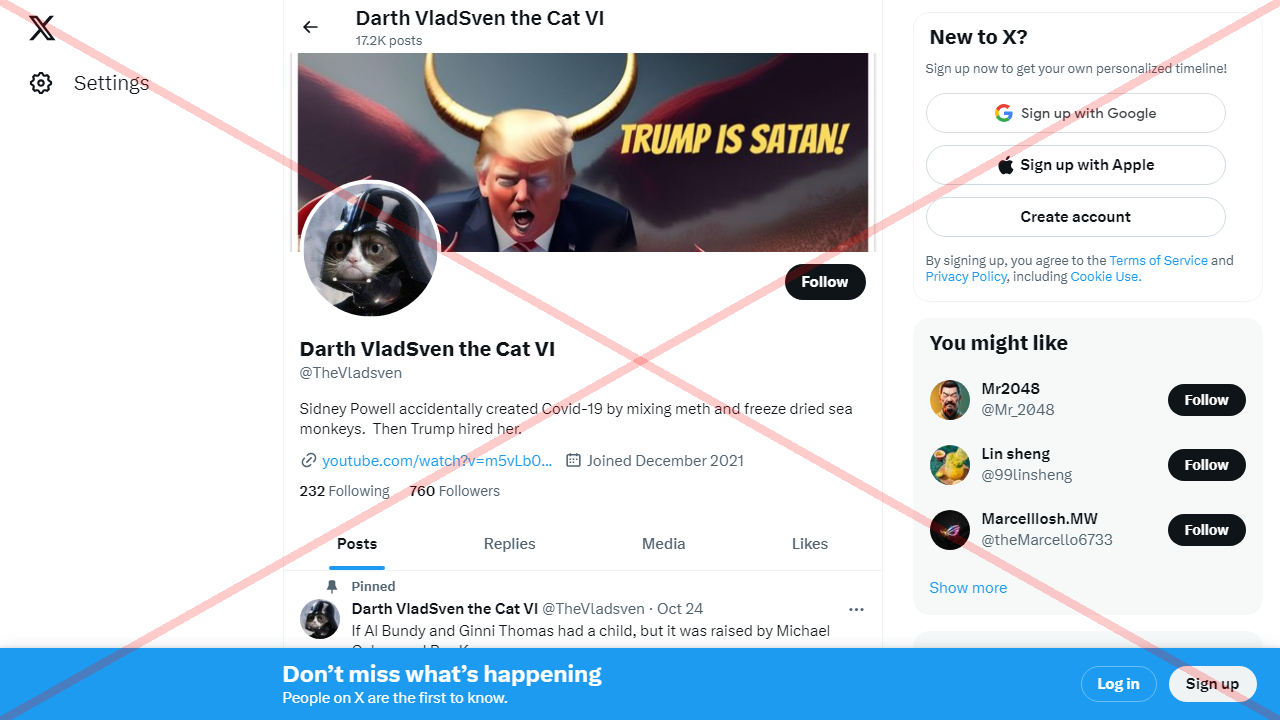 Settings
Darth VladSven the Cat VI
17.2K posts
TRUMP IS SATAN!
Follow
Darth VladSven the Cat VI
@TheVladsven
Sidney Powell accidentally created Covid-19 by mixing meth and freeze dried sea
monkeys.  Then Trump hired her.
youtube.com/watch?v=m5vLb0… Joined December 2021
232 Following 760 Followers
Posts Replies Media Likes
Pinned
Darth VladSven the Cat VI @TheVladsven · Oct 24
If Al Bundy and Ginni Thomas had a child, but it was raised by Michael
New to X?
Sign up now to get your own personalized timeline!
Sign up with Google
Sign up with Apple
Create account
By signing up, you agree to the Terms of Service and
Privacy Policy, including Cookie Use.
You might like
Mr2048
@Mr_2048
Follow
Lin sheng
@99linsheng
Follow
Marcelllosh.MW
@theMarcello6733
Follow
Show more
Don’t miss what’s happening
People on X are the first to know.
Log in
Sign up